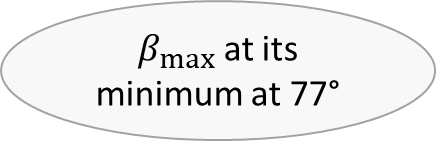 βmax at its
minimum at 77°